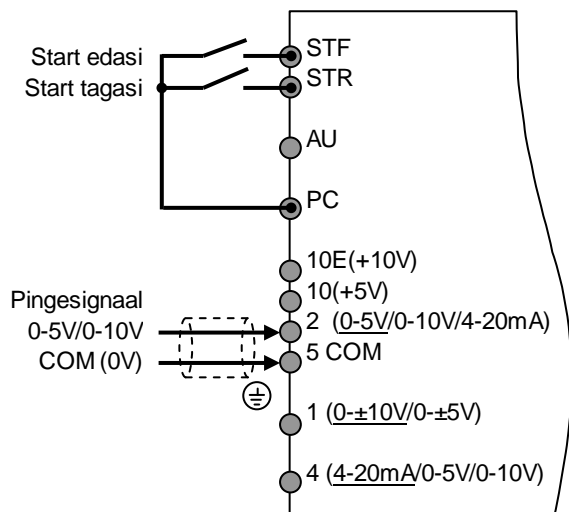 Start edasi
STF
Start tagasi
STR
AU
PC
10E(+10V)
10(+5V)
Pingesignaal
0-5V/0-10V
2 (0-5V/0-10V/4-20mA)
COM (0V)
5 COM
1 (0-±10V/0-±5V)
4 (4-20mA/0-5V/0-10V)